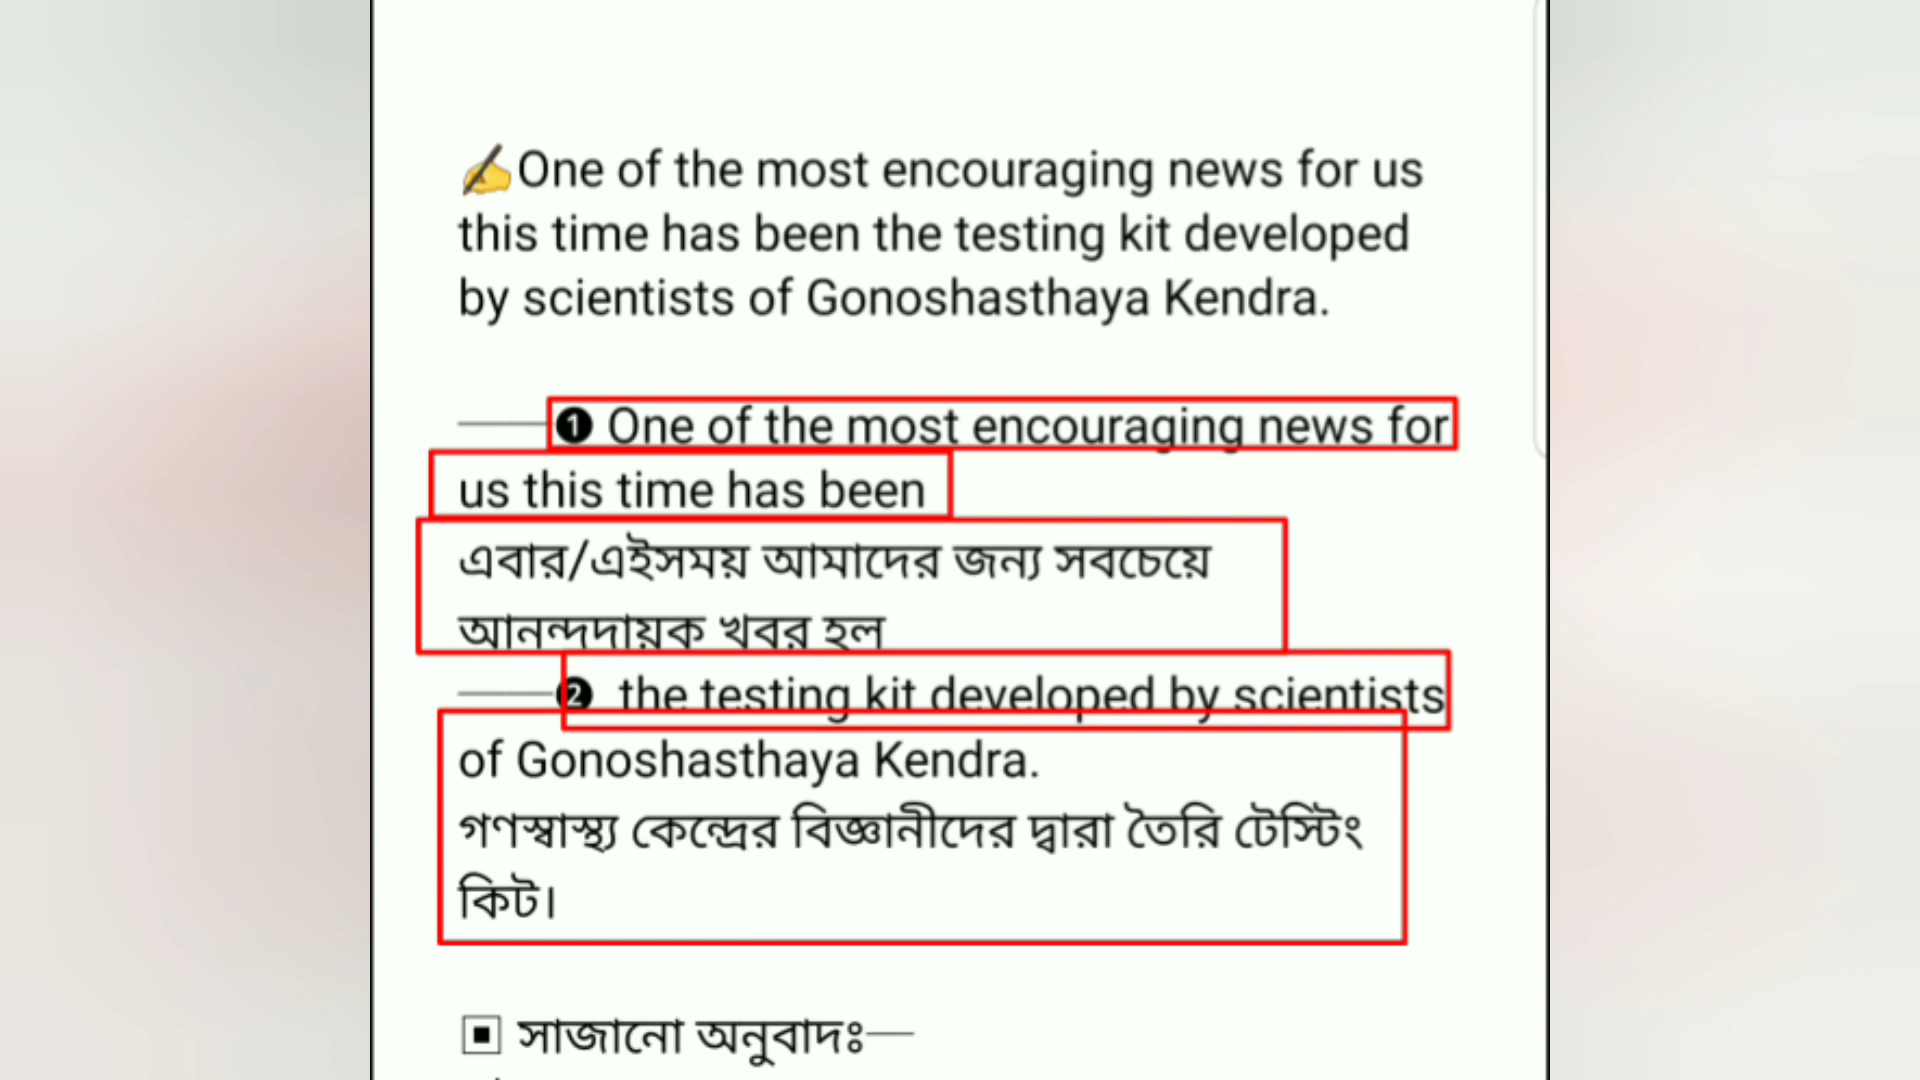 ✍One of the most encouraging news for us
this time has been the testing kit developed
by scientists of Gonoshasthaya Kendra.
——❶ One of the most encouraging news for
us this time has been
এবার/এইসময় আমাদের জন্য সবচেয়ে
আনন্দদায়ক খবর হল
——❷ the testing kit developed by scientists
of Gonoshasthaya Kendra.
গণস্বাস্থ্য কেন্দ্রের বিজ্ঞানীদের দ্বারা তৈরি টেস্টিং
কিট।
▣ সাজানো অনুবাদঃ—